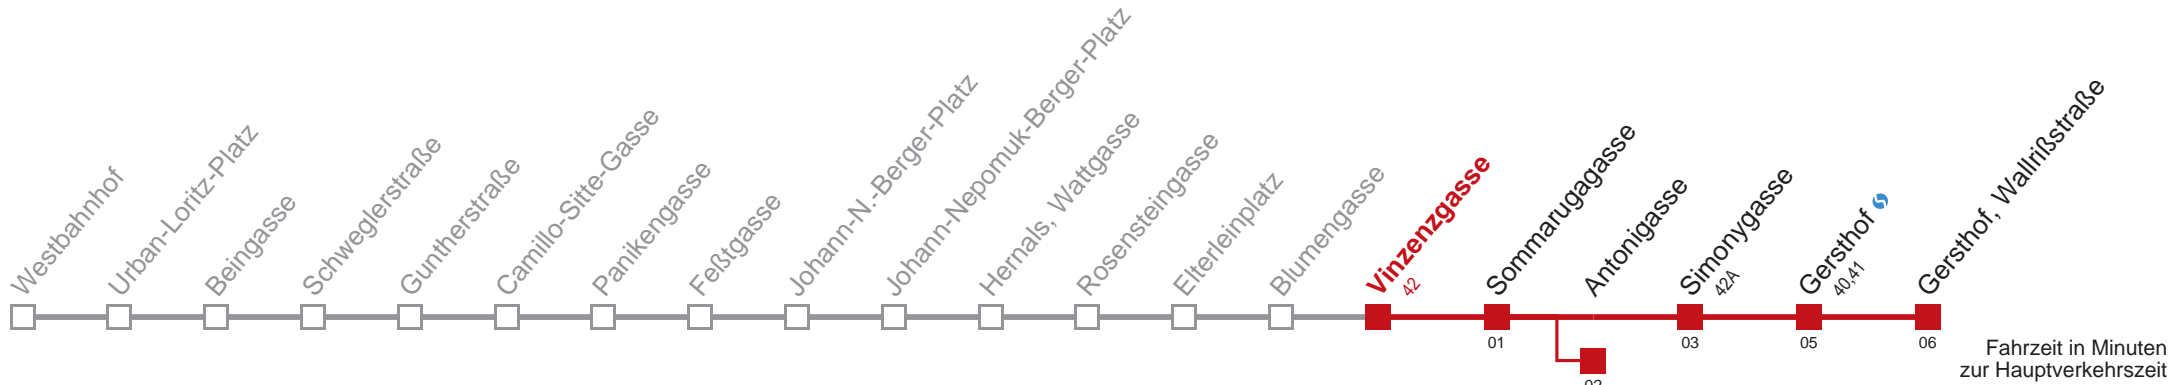 Westbahnhof
Urban-Loritz-Platz
Beingasse
Schweglerstraße
Guntherstraße
Camillo-Sitte-Gasse
Panikengasse
Feßtgasse
Johann-N.-Berger-Platz
Johann-Nepomuk-Berger-Platz
Hernals, Wattgasse
Rosensteingasse
Elterleinplatz
Blumengasse
Vinzenzgasse
42
Sommarugagasse
Antonigasse
Simonygasse
42A
Gersthof
40,41
Gersthof, Wallrißstraße
01
03
05
06
02
Fahrzeit in Minuten
zur Hauptverkehrszeit